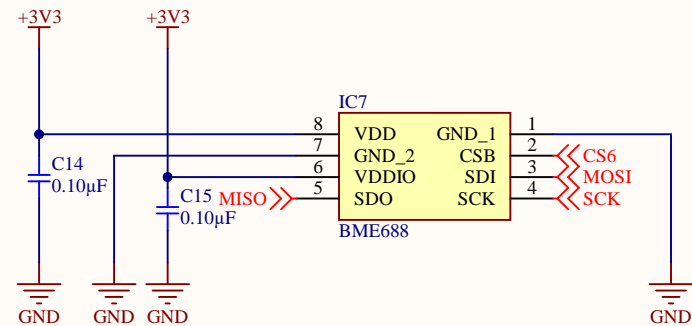 +3V3
+3V3
IC7
8 VDD GND_1 1
7 GND_2 CSB 2 CS6
6 VDDIO SDI 3 MOSI
MISO 5 SDO SCK 4 SCK
BME688
C14
0.10µF
C15
0.10µF
GND
GND
GND
GND